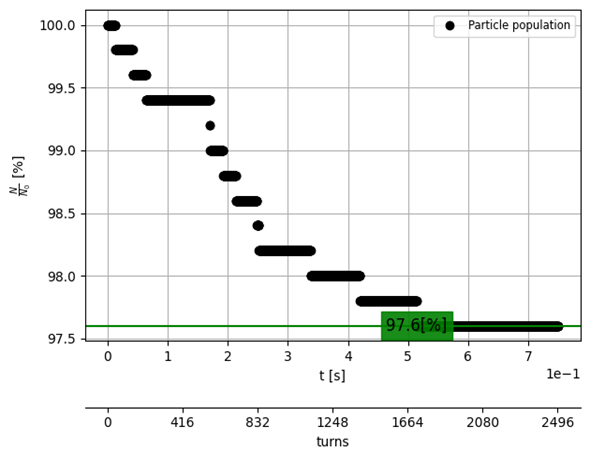 Particle population
100.0
99.5
99.0
98.5
98.0
97.5
N/N₀ [%]
97.6[%]
0 1 2 3 4 5 6 7
t [s]
1e−1
0 416 832 1248 1664 2080 2496
turns